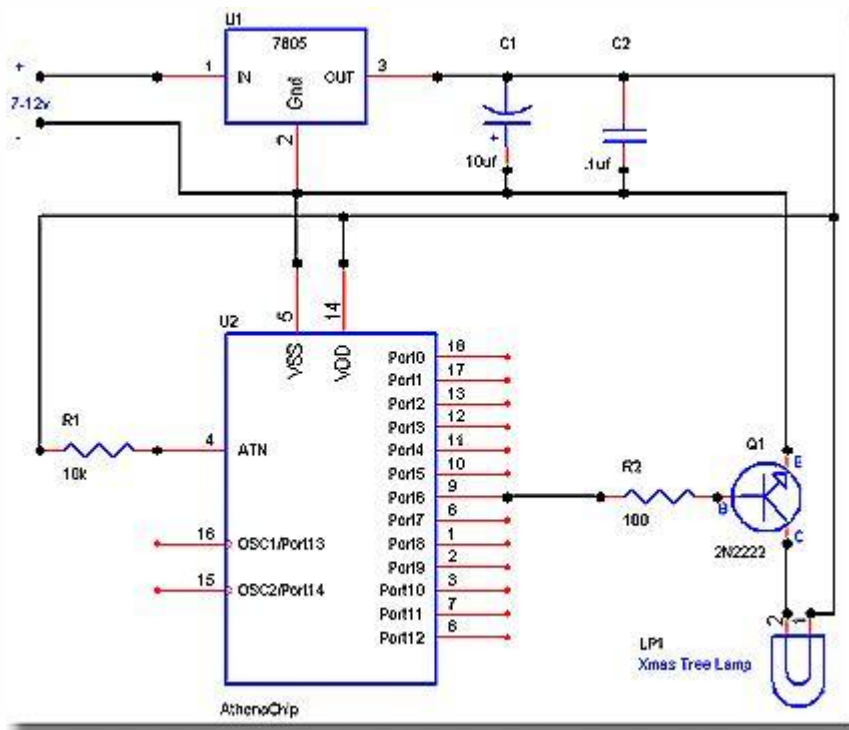 U1
7805
C1
C2
+
1
IN
OUT
3
Gnd
7-12v
-
2
+
10uf
.1uf
U2
5
14
VSS
VDD
Port0
18
Port1
17
Port2
13
Port3
12
R1
4
ATN
Port4
11
10k
Port5
10
Port6
9
R2
Q1
E
B
100
Port7
6
2N2222
C
16
OSC1/Port13
Port8
1
Port9
2
15
OSC2/Port14
Port10
3
Port11
7
2
1
Port12
8
LP1
Xmas Tree Lamp
AthenaChip